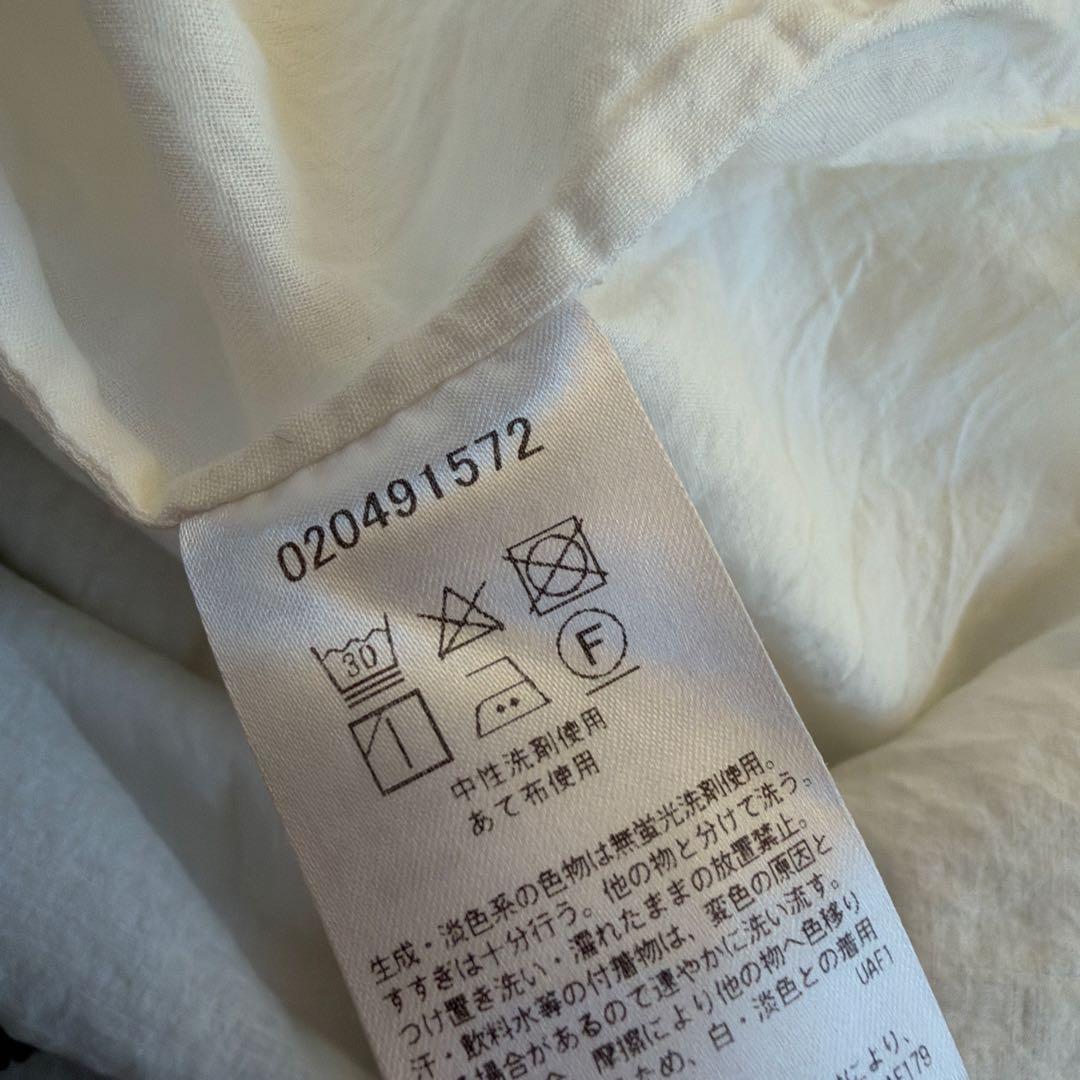 020491572
30
F
中性洗剤使用
あて布使用
生成・淡色系の色物は無蛍光洗剤使用。
すすぎは十分行う。他の物と分けて洗う。
つけ置き洗い・濡れたままの放置禁止。
汗・飲料水等の付着物は、変色の原因と
る場合があるので速やかに洗い流す。
摩擦により他の物へ色移り
ため、白・淡色との着用
UAF1
により、